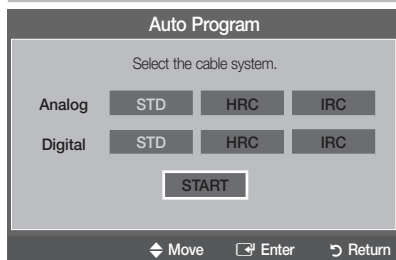 Auto Program
Select the cable system.
Analog STD HRC IRC
Digital STD HRC IRC
START
Move Enter Return